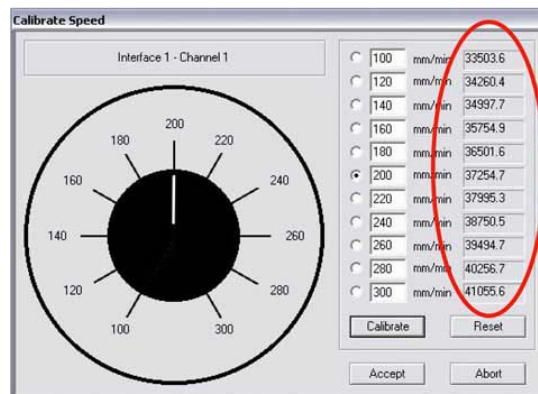 Calibrate Speed
Interface 1 - Channel 1
200
180 220
160 240
140 260
120 280
100 300
100 mm/min 33503.6
120 mm/min 34260.4
140 mm/min 34997.7
160 mm/min 35754.9
180 mm/min 36501.6
200 mm/min 37254.7
220 mm/min 37995.3
240 mm/min 38750.5
260 mm/min 39494.7
280 mm/min 40256.7
300 mm/min 41055.6
Calibrate Reset
Accept Abort